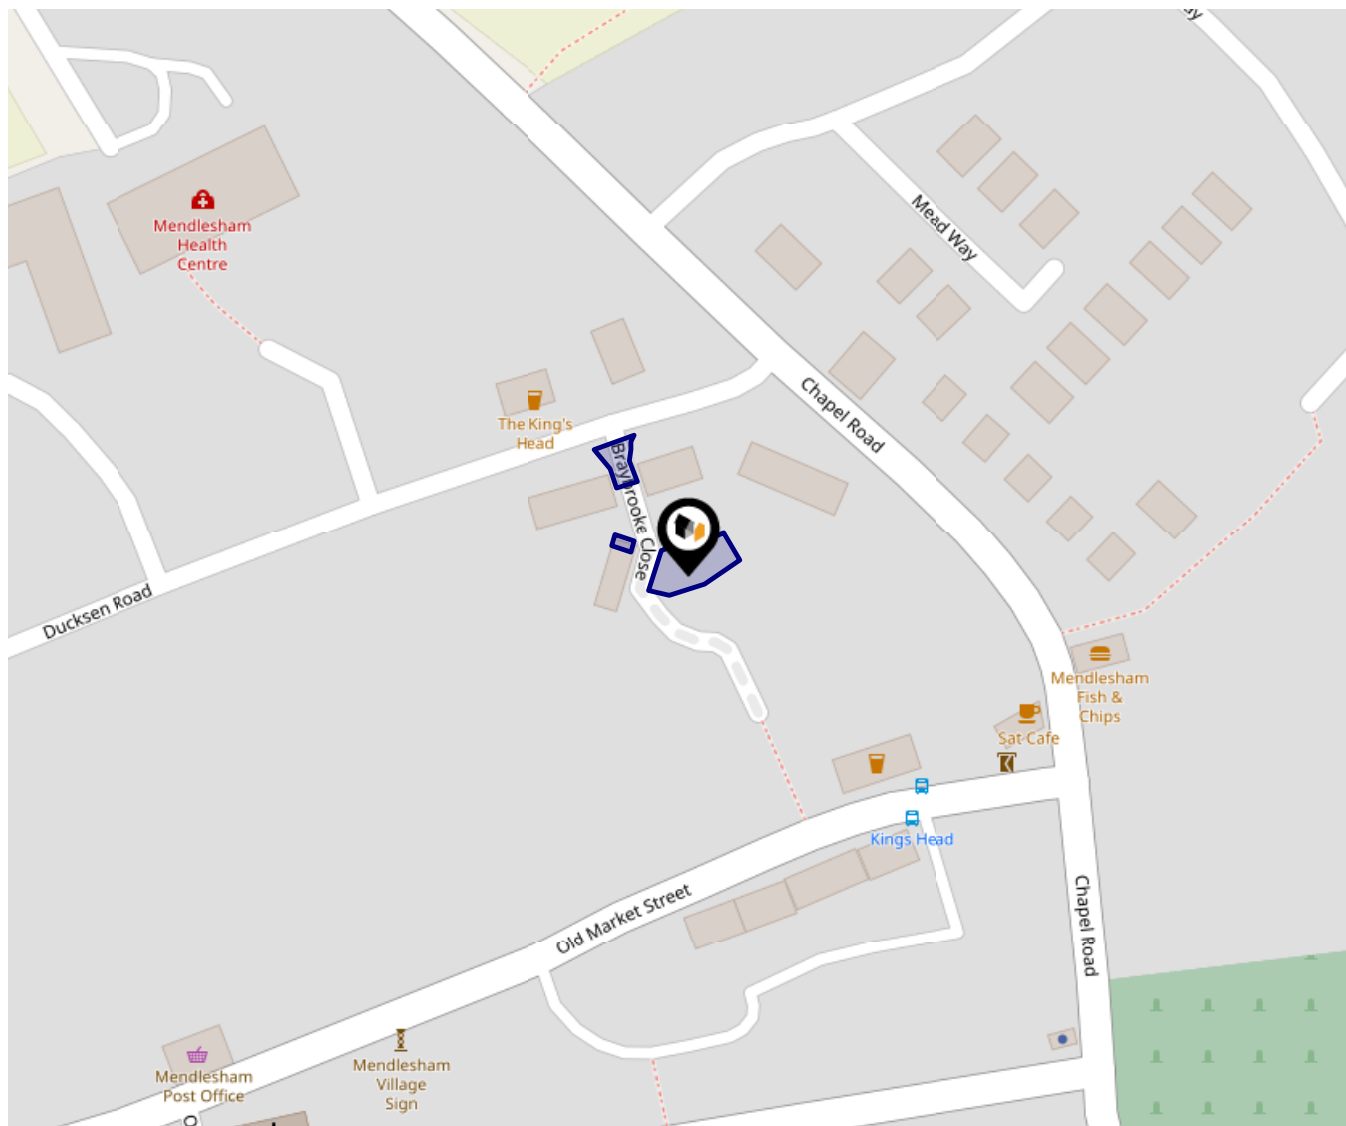 Mendlesham
Health
Centre
Mead Way
Chapel Road
The King's
Head
Braybrooke Close
Ducksen Road
Mendlesham
Fish &
Chips
Sat Cafe
Kings Head
Old Market Street
Chapel Road
Mendlesham
Village
Sign
Mendlesham
Post Office